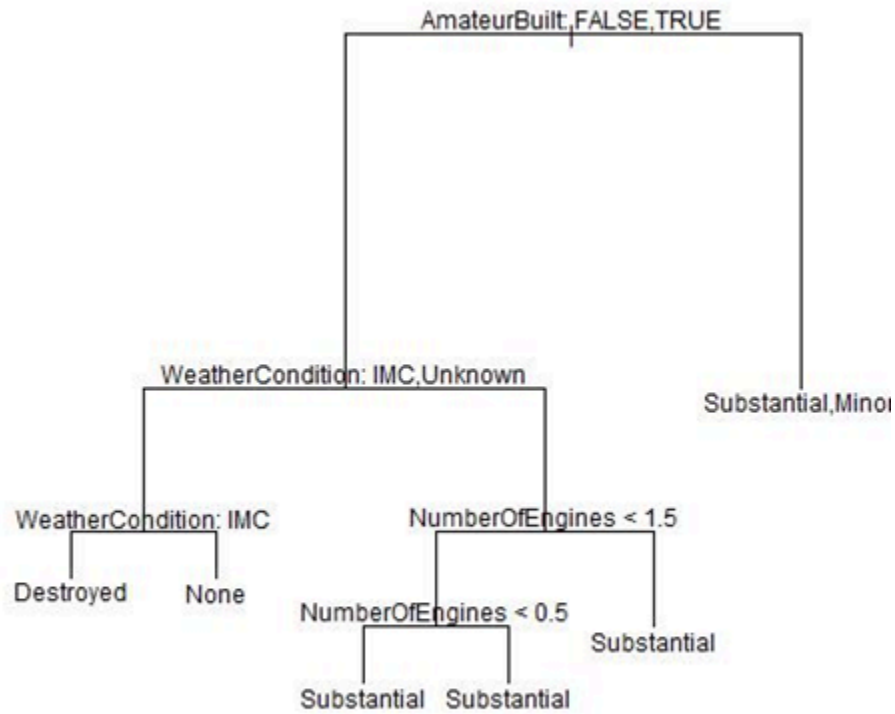 AmateurBuilt:,FALSE,TRUE
WeatherCondition: IMC,Unknown
Substantial,Minor
WeatherCondition: IMC
NumberOfEngines < 1.5
Destroyed
None
NumberOfEngines < 0.5
Substantial
Substantial
Substantial